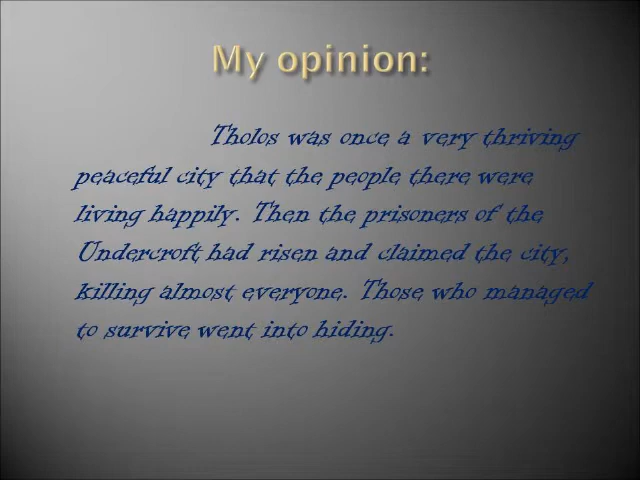 My opinion:
Tholos was once a very thriving
peaceful city that the people there were
living happily. Then the prisoners of the
Undercroft had risen and claimed the city,
killing almost everyone. Those who managed
to survive went into hiding.